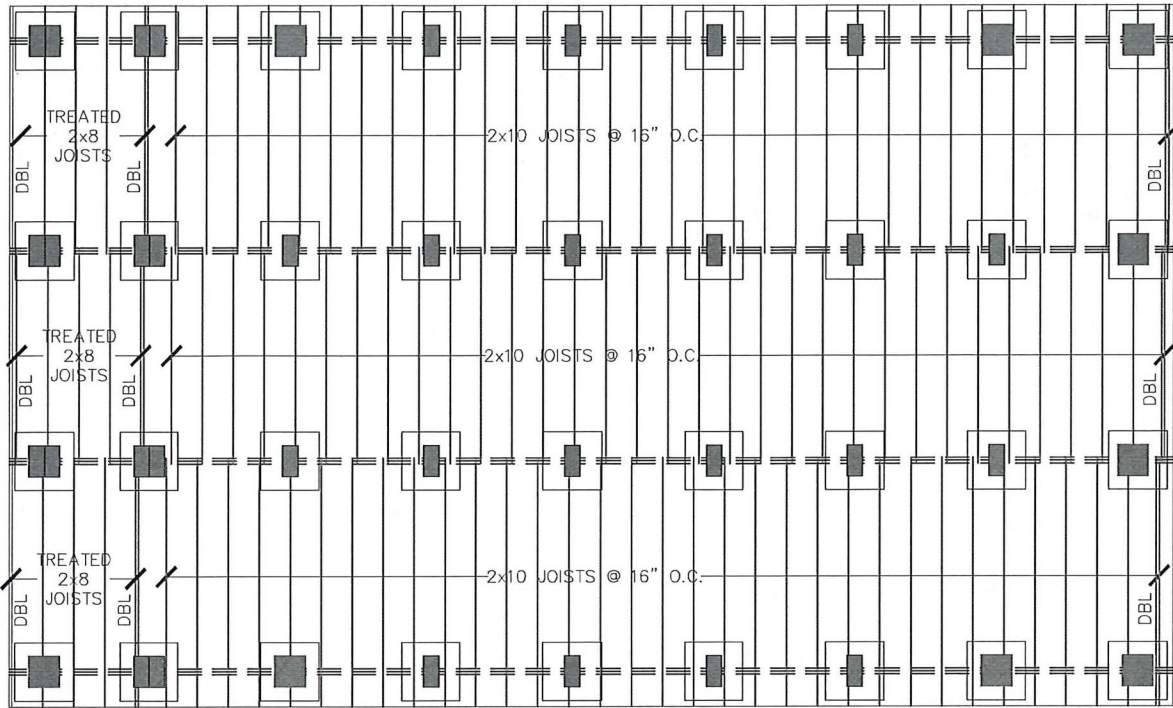 TREATED
2x8
JOISTS
2x10 JOISTS @ 16" O.C.
DBL
DBL
DBL
TREATED
2x8
JOISTS
2x10 JOISTS @ 16" O.C.
DBL
DBL
DBL
TREATED
2x8
JOISTS
2x10 JOISTS @ 16" O.C.
DBL
DBL
DBL